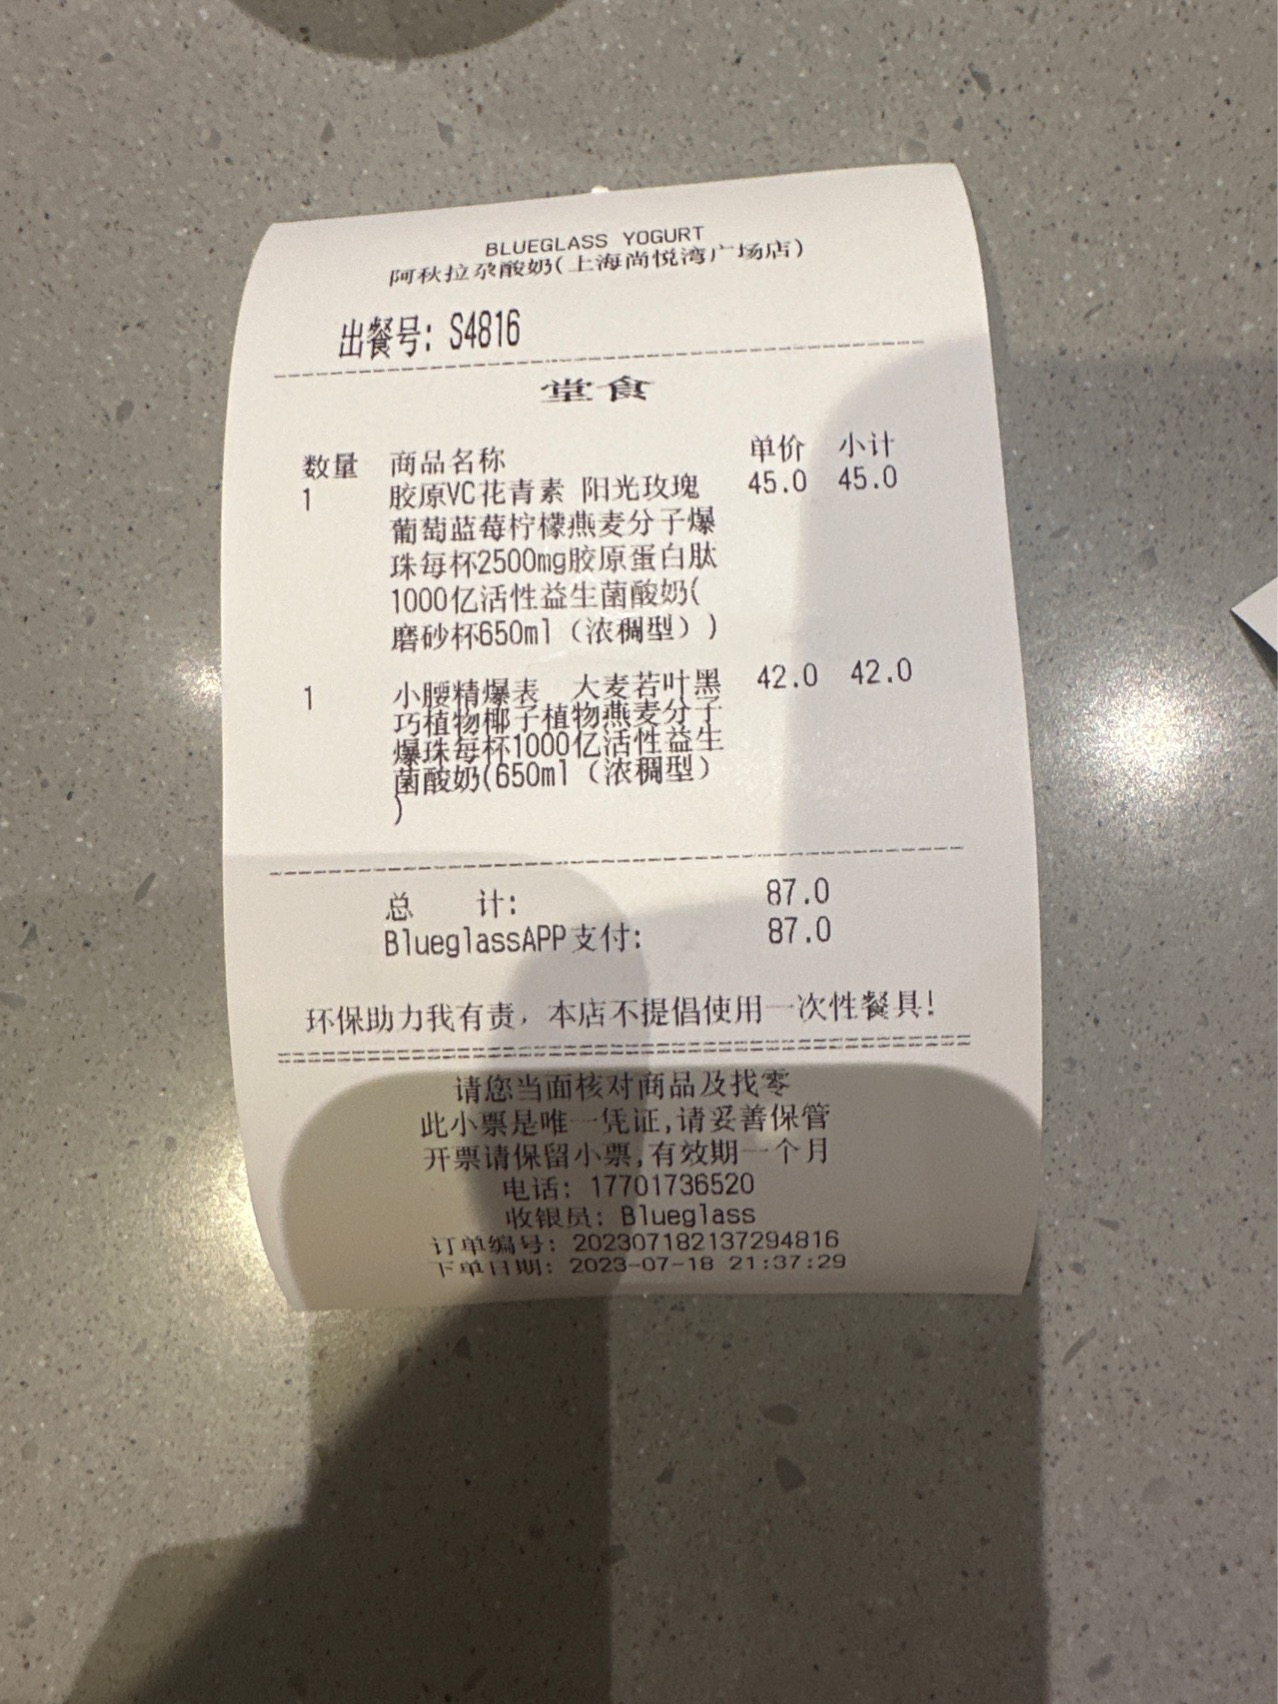 BLUEGLASS YOGURT
阿秋拉尕酸奶(上海尚悦湾广场店)
出餐号: S4816
堂食
数量 商品名称 单价 小计
1 胶原VC花青素 阳光玫瑰 45.0 45.0
葡萄蓝莓柠檬燕麦分子爆
珠每杯2500mg胶原蛋白肽
1000亿活性益生菌酸奶(
磨砂杯650ml（浓稠型）)
1 小腰精爆表 大麦若叶黑 42.0 42.0
巧植物椰子植物燕麦分子
爆珠每杯1000亿活性益生
菌酸奶(650ml（浓稠型）
)
总 计: 87.0
BlueglassAPP支付: 87.0
环保助力我有责，本店不提倡使用一次性餐具!
请您当面核对商品及找零
此小票是唯一凭证,请妥善保管
开票请保留小票,有效期一个月
电话: 17701736520
收银员: Blueglass
订单编号: 202307182137294816
下单日期: 2023-07-18 21:37:29